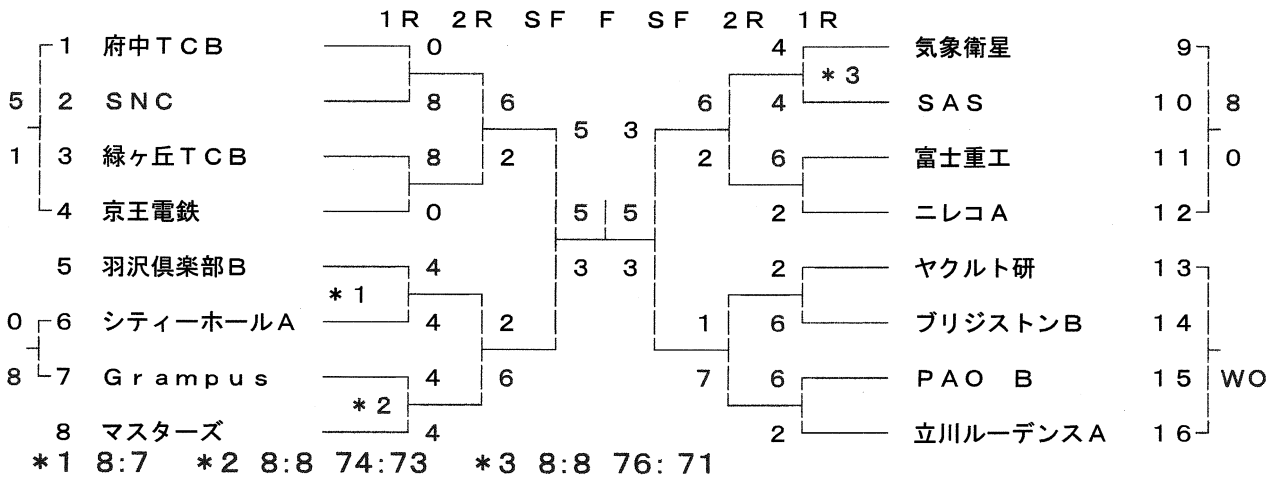 １Ｒ ２Ｒ ＳＦ Ｆ ＳＦ ２Ｒ １Ｒ
１ 府中ＴＣＢ ０ ４ 気象衛星 ９
＊３
５ ２ ＳＮＣ ８ ６ ６ ４ ＳＡＳ １０ ８
５ ３
１ ３ 緑ヶ丘ＴＣＢ ８ ２ ２ ６ 富士重工 １１ ０
４ 京王電鉄 ０ ５ ５ ２ ニレコＡ １２
５ 羽沢倶楽部Ｂ ４ ３ ３ ２ ヤクルト研 １３
＊１
０ ６ シティーホールＡ ４ ２ １ ６ ブリジストンＢ １４
８ ７ Ｇｒａｍｐｕｓ ４ ６ ７ ６ ＰＡＯ Ｂ １５ ＷＯ
＊２
８ マスターズ ４ ２ 立川ルーデンスＡ １６
＊１ ８：７ ＊２ ８：８ ７４：７３ ＊３ ８：８ ７６：７１